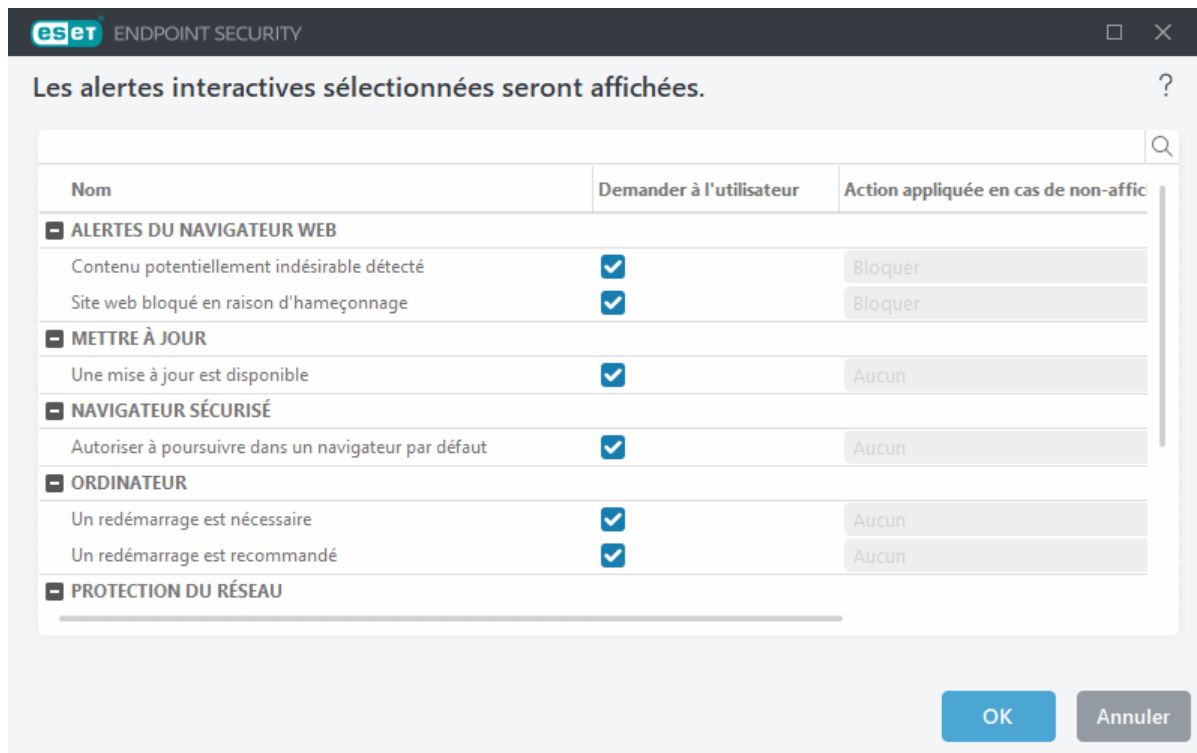 eset ENDPOINT SECURITY
Les alertes interactives sélectionnées seront affichées. ?
Nom Demander à l'utilisateur Action appliquée en cas de non-affic
ALERTES DU NAVIGATEUR WEB
Contenu potentiellement indésirable détecté Bloquer
Site web bloqué en raison d'hameçonnage Bloquer
METTRE À JOUR
Une mise à jour est disponible Aucun
NAVIGATEUR SÉCURISÉ
Autoriser à poursuivre dans un navigateur par défaut Aucun
ORDINATEUR
Un redémarrage est nécessaire Aucun
Un redémarrage est recommandé Aucun
PROTECTION DU RÉSEAU
OK Annuler